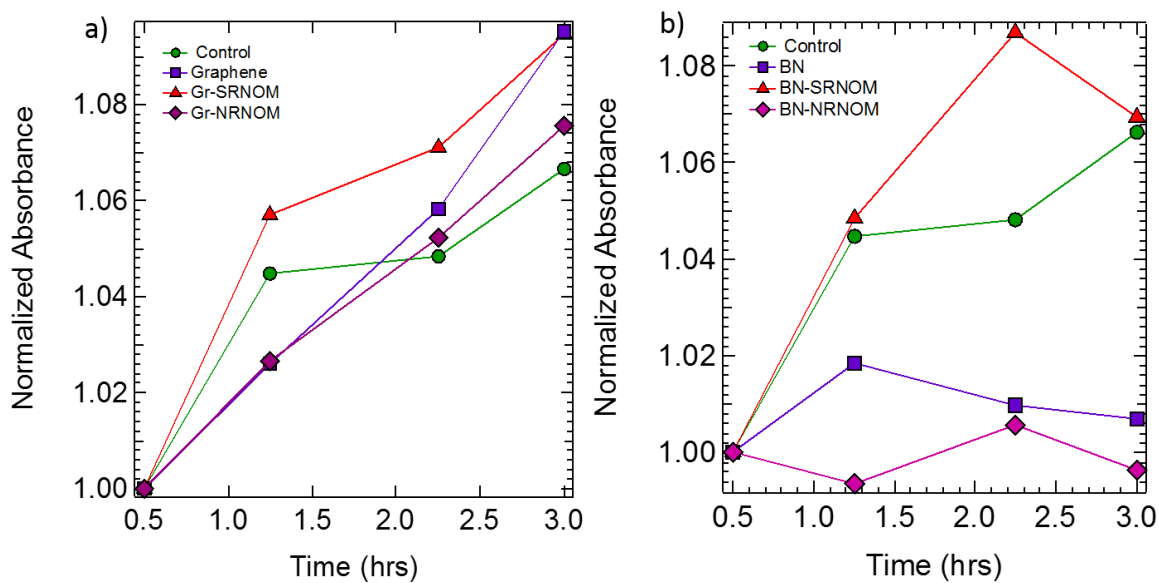 a)
Control
Graphene
Gr-SRNOM
Gr-NRNOM
Normalized Absorbance
1.08
1.06
1.04
1.02
1.00
0.5 1.0 1.5 2.0 2.5 3.0
Time (hrs)
b)
Control
BN
BN-SRNOM
BN-NRNOM
Normalized Absorbance
1.08
1.06
1.04
1.02
1.00
0.5 1.0 1.5 2.0 2.5 3.0
Time (hrs)